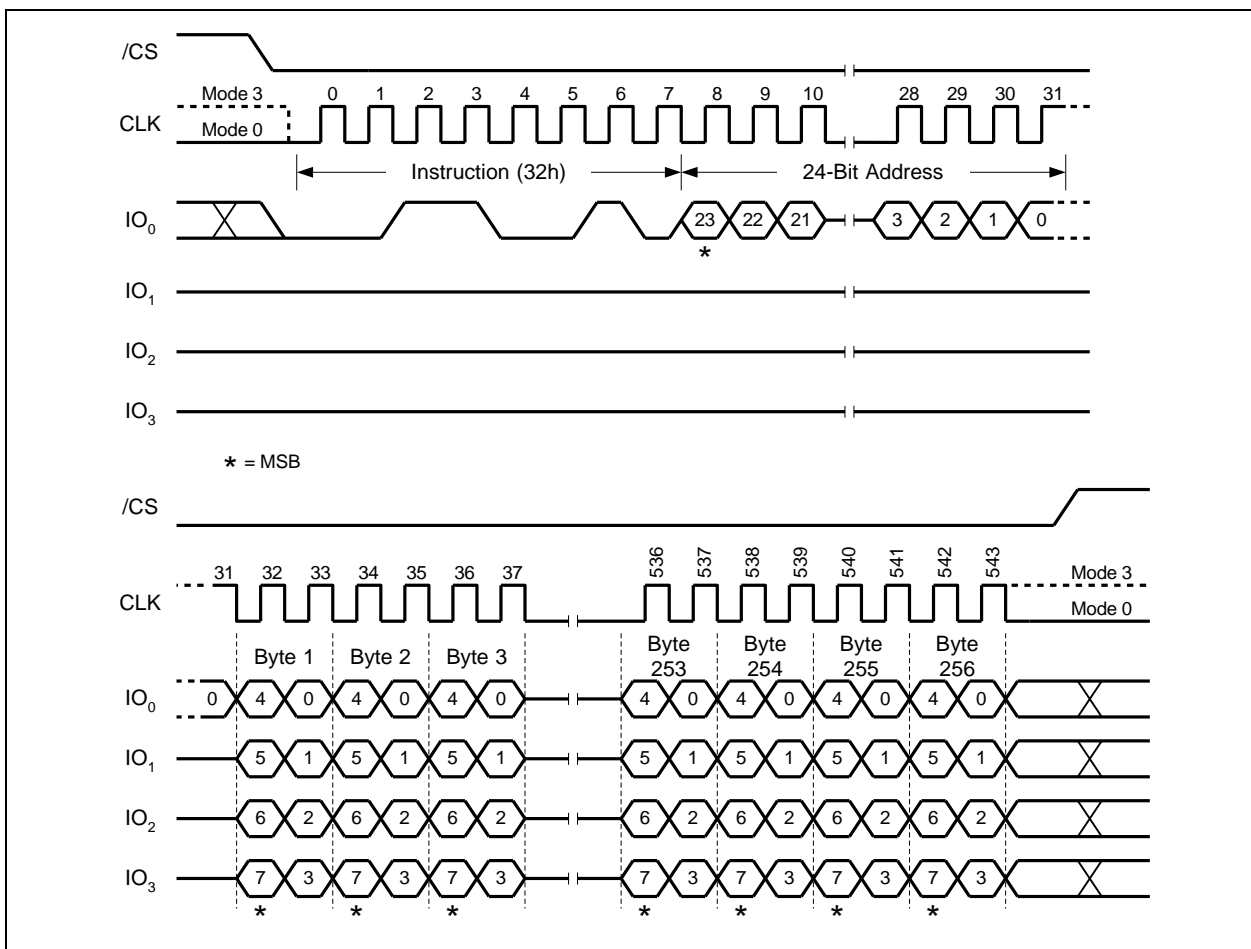 /CS
Mode 3 0 1 2 3 4 5 6 7 8 9 10 28 29 30 31
CLK
Mode 0
Instruction (32h) 24-Bit Address
IO0 23 22 21 3 2 1 0
*
IO1
IO2
IO3
* = MSB
/CS
31 32 33 34 35 36 37 536 537 538 539 540 541 542 543 Mode 3
CLK
Mode 0
Byte 1 Byte 2 Byte 3 Byte 253 Byte 254 Byte 255 Byte 256
IO0 0 4 0 4 0 4 0 4 0 4 0 4 0 4 0
IO1 5 1 5 1 5 1 5 1 5 1 5 1 5 1
IO2 6 2 6 2 6 2 6 2 6 2 6 2 6 2
IO3 7 3 7 3 7 3 7 3 7 3 7 3 7 3
* * * * * * *